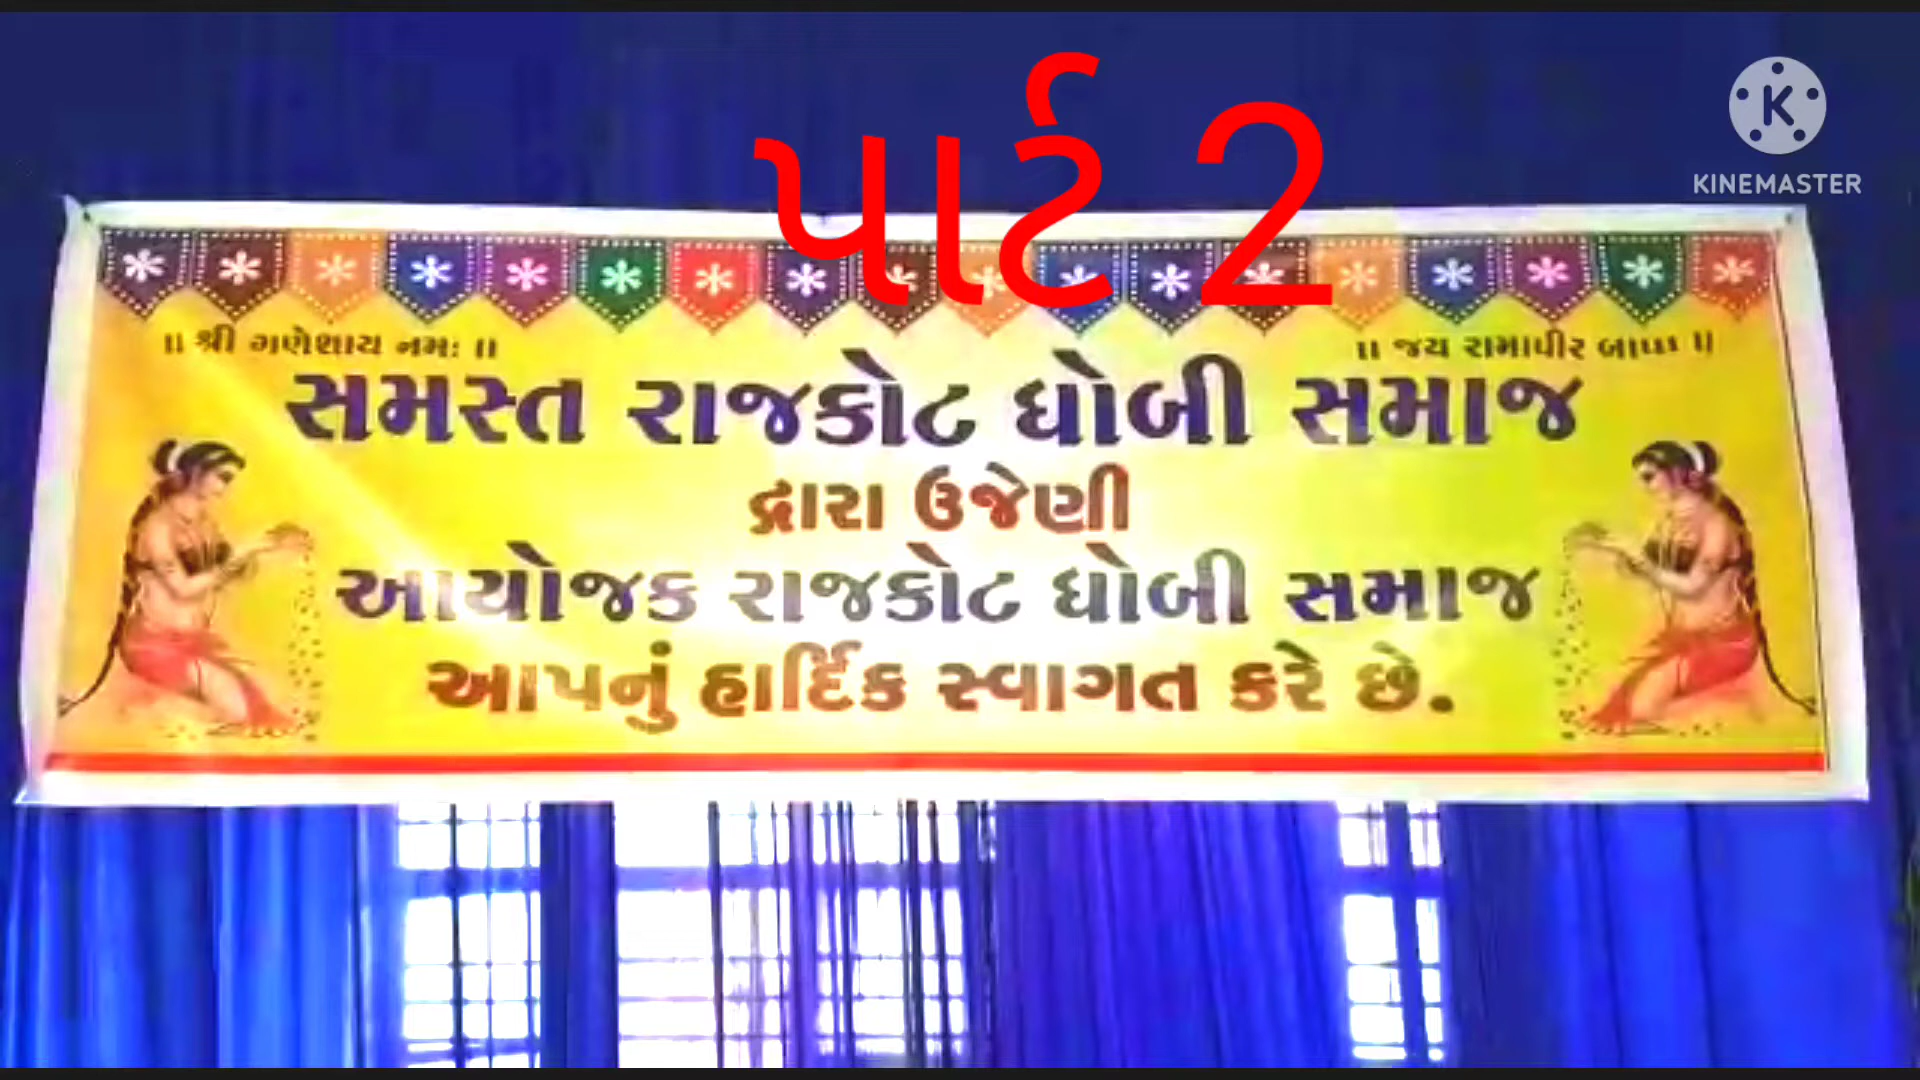 પાર્ટ 2
KINEMASTER
॥ શ્રી ગણેશાય નમઃ ॥
॥ જય રામાપીર બાપા ॥
સમસ્ત રાજકોટ ધોબી સમાજ
દ્વારા ઉજેણી
આયોજક રાજકોટ ધોબી સમાજ
આપનું હાર્દિક સ્વાગત કરે છે.